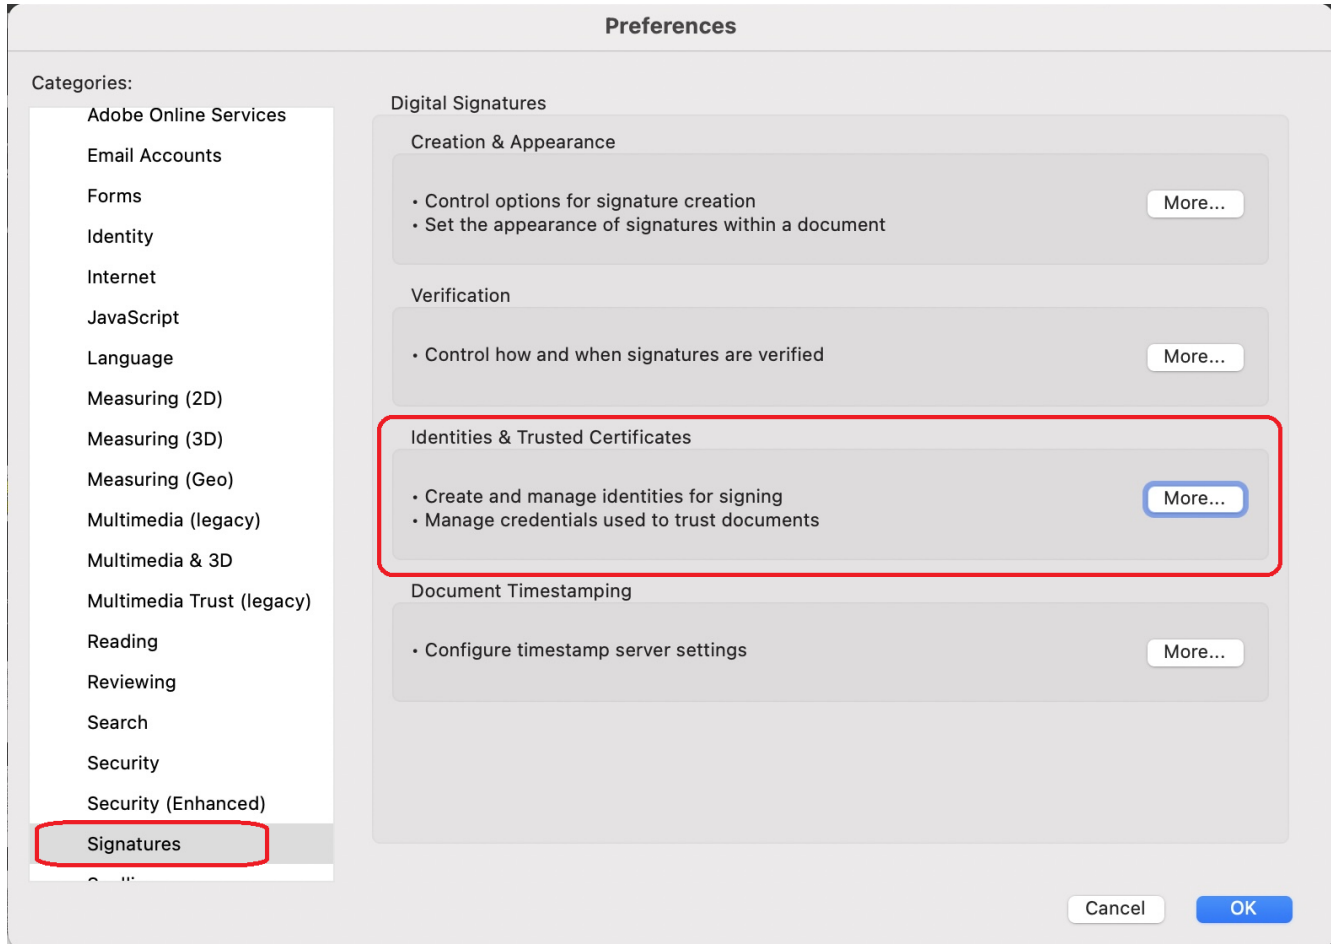 Preferences
Categories:
Adobe Online Services
Email Accounts
Forms
Identity
Internet
JavaScript
Language
Measuring (2D)
Measuring (3D)
Measuring (Geo)
Multimedia (legacy)
Multimedia & 3D
Multimedia Trust (legacy)
Reading
Reviewing
Search
Security
Security (Enhanced)
Signatures
Digital Signatures
Creation & Appearance
• Control options for signature creation
• Set the appearance of signatures within a document
More...
Verification
• Control how and when signatures are verified
More...
Identities & Trusted Certificates
• Create and manage identities for signing
• Manage credentials used to trust documents
More...
Document Timestamping
• Configure timestamp server settings
More...
Cancel
OK